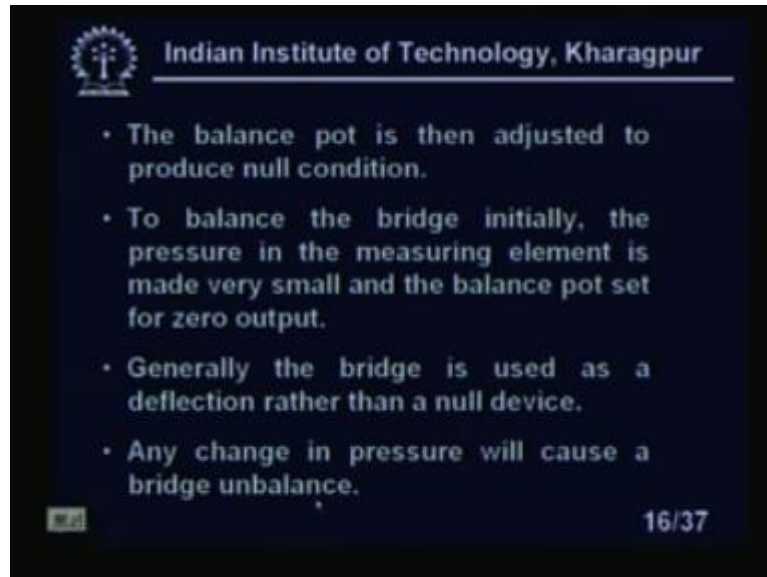 Indian Institute of Technology, Kharagpur
• The balance pot is then adjusted to
produce null condition.
• To balance the bridge initially, the
pressure in the measuring element is
made very small and the balance pot set
for zero output.
• Generally the bridge is used as a
deflection rather than a null device.
• Any change in pressure will cause a
bridge unbalance.
16/37